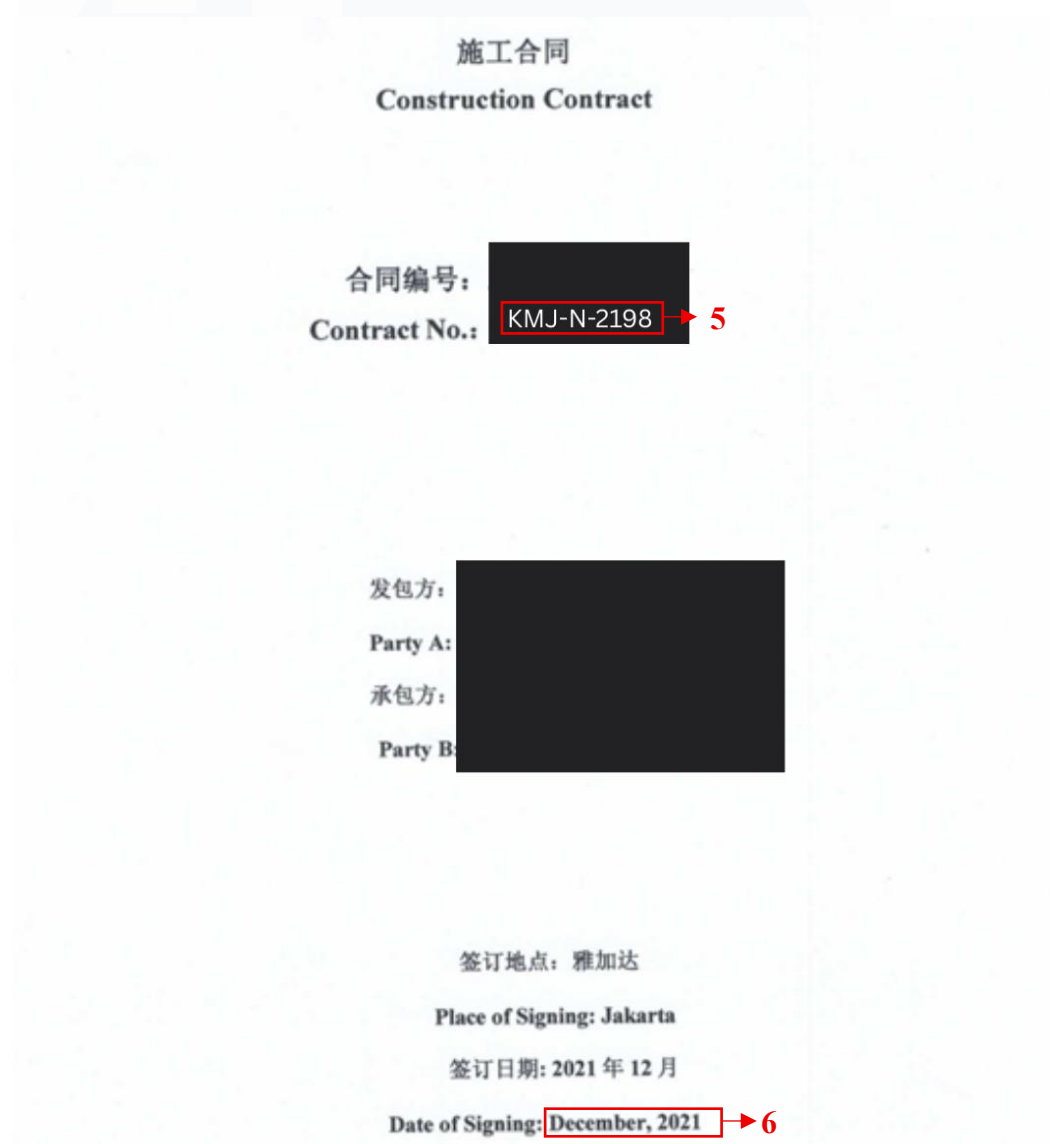 施工合同
Construction Contract
合同编号：
Contract No.: KMJ-N-2198 5
发包方：
Party A:
承包方：
Party B:
签订地点：雅加达
Place of Signing: Jakarta
签订日期: 2021 年 12 月
Date of Signing: December, 2021 6